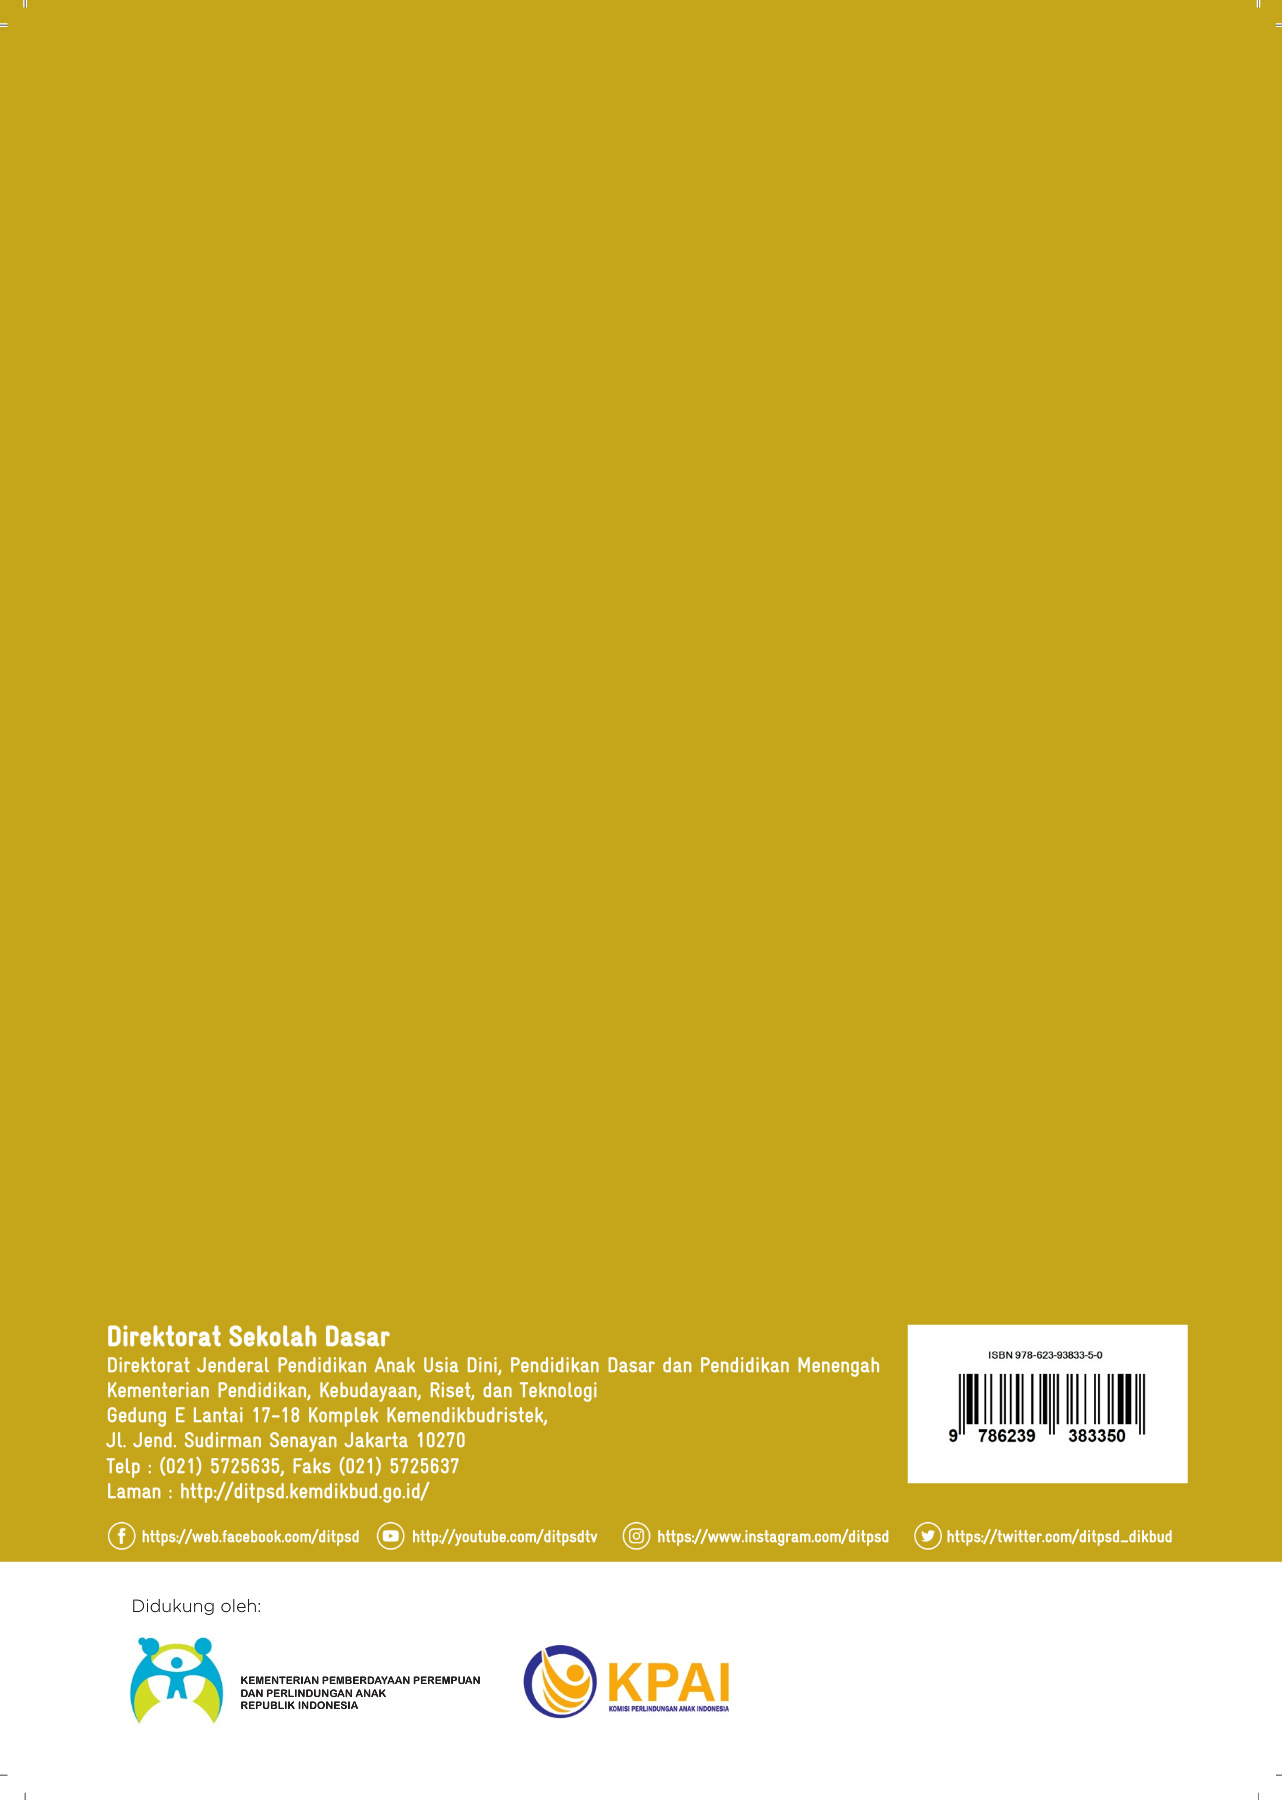 Direktorat Sekolah Dasar
Direktorat Jenderal Pendidikan Anak Usia Dini, Pendidikan Dasar dan Pendidikan Menengah
Kementerian Pendidikan, Kebudayaan, Riset, dan Teknologi
Gedung E Lantai 17-18 Komplek Kemendikbudristek,
Jl. Jend. Sudirman Senayan Jakarta 10270
Telp : (021) 5725635, Faks (021) 5725637
Laman : http://ditpsd.kemdikbud.go.id/
https://web.facebook.com/ditpsd http://youtube.com/ditpsdtv https://www.instagram.com/ditpsd https://twitter.com/ditpsd_dikbud
ISBN 978-623-93833-5-0
9 786239 383350
Didukung oleh:
KEMENTERIAN PEMBERDAYAAN PEREMPUAN
DAN PERLINDUNGAN ANAK
REPUBLIK INDONESIA
KPAI
KOMISI PERLINDUNGAN ANAK INDONESIA